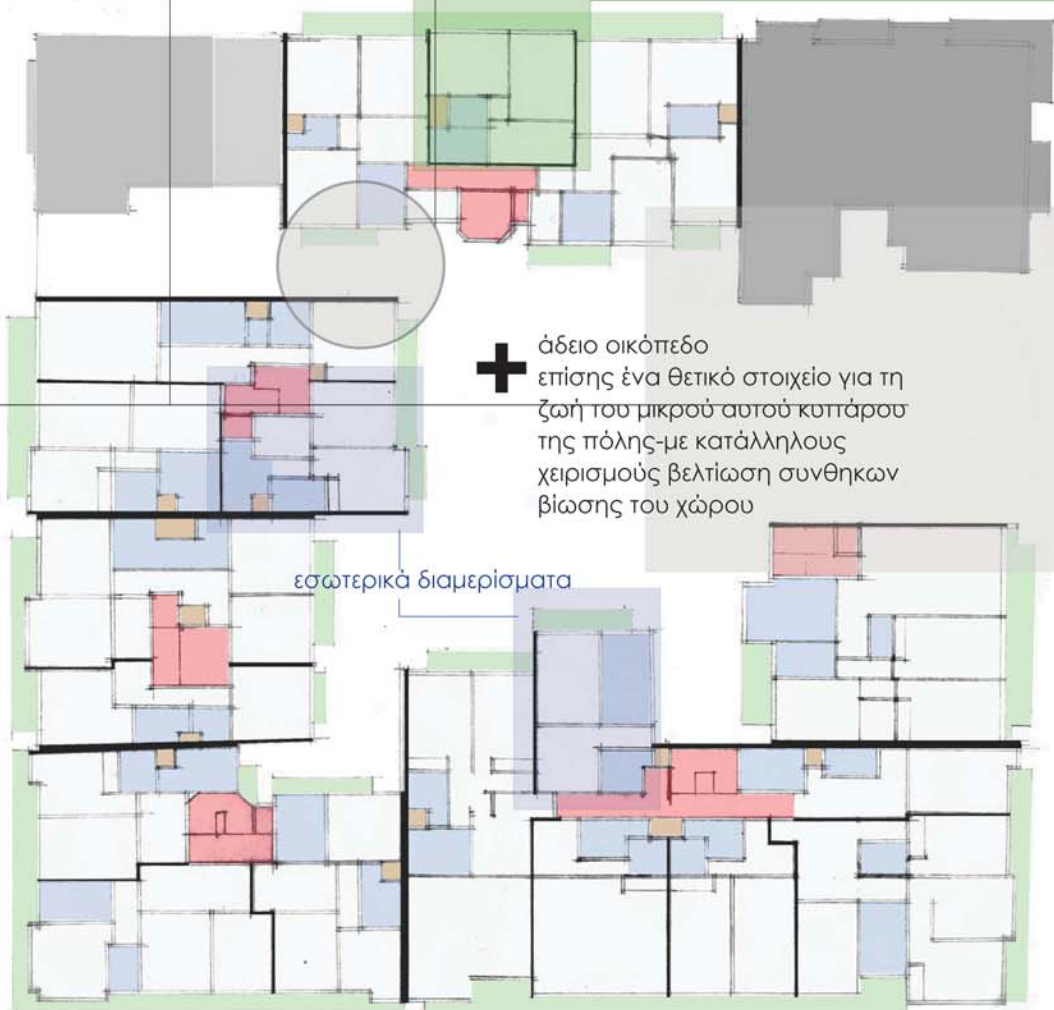 άδειο οικόπεδο
επίσης ένα θετικό στοιχείο για τη
ζωή του μικρού αυτού κυττάρου
της πόλης-με κατάλληλους
χειρισμούς βελτίωση συνθηκων
βίωσης του χώρου
εσωτερικά διαμερίσματα